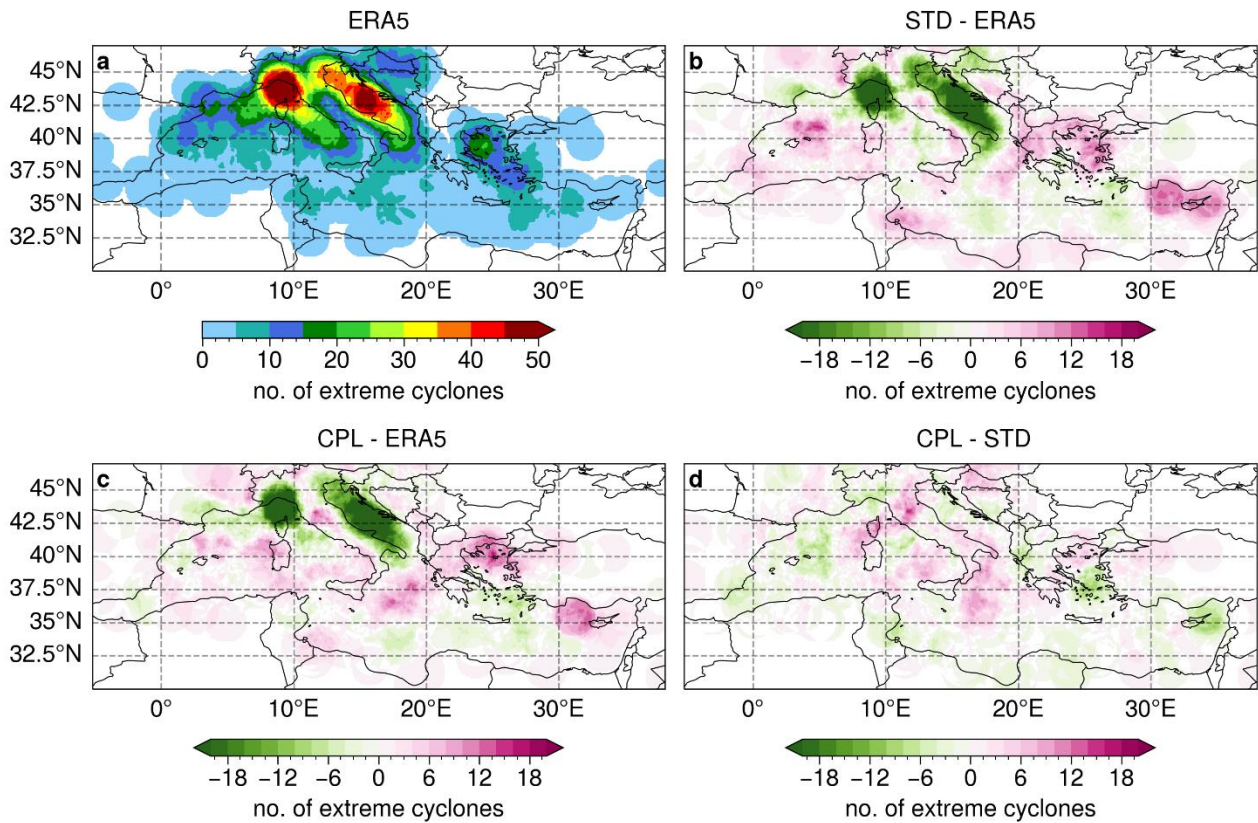 ERA5
STD - ERA5
a
45°N
42.5°N
40°N
37.5°N
35°N
32.5°N
0°
10°E
20°E
30°E
0 10 20 30 40 50
no. of extreme cyclones
b
0°
10°E
20°E
30°E
−18 −12 −6 0 6 12 18
no. of extreme cyclones
CPL - ERA5
CPL - STD
c
45°N
42.5°N
40°N
37.5°N
35°N
32.5°N
0°
10°E
20°E
30°E
−18 −12 −6 0 6 12 18
no. of extreme cyclones
d
0°
10°E
20°E
30°E
−18 −12 −6 0 6 12 18
no. of extreme cyclones